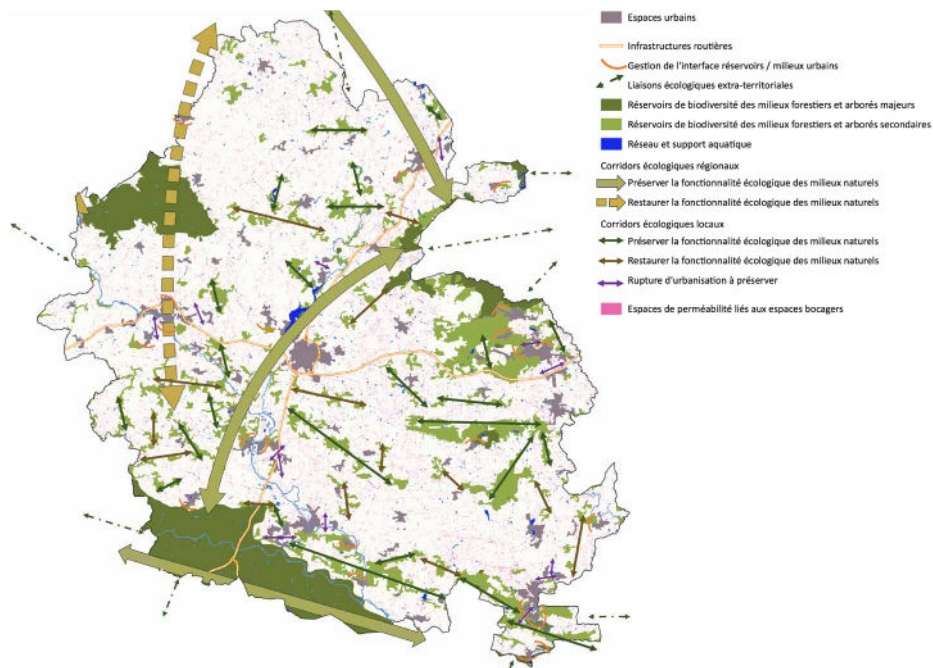 Espaces urbains
Infrastructures routières
Gestion de l'interface réservoirs / milieux urbains
Liaisons écologiques extra-territoriales
Réservoirs de biodiversité des milieux forestiers et arborés majeurs
Réservoirs de biodiversité des milieux forestiers et arborés secondaires
Réseau et support aquatique
Corridors écologiques régionaux
Préserver la fonctionnalité écologique des milieux naturels
Restaurer la fonctionnalité écologique des milieux naturels
Corridors écologiques locaux
Préserver la fonctionnalité écologique des milieux naturels
Restaurer la fonctionnalité écologique des milieux naturels
Rupture d'urbanisation à préserver
Espaces de perméabilité liés aux espaces bocagers